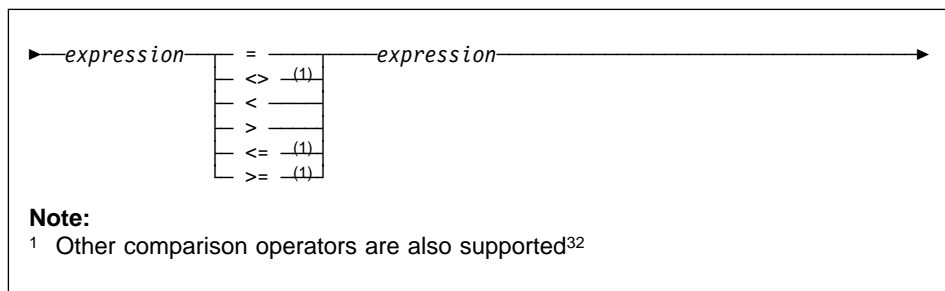 expression = expression
<> (1)
<
>
<= (1)
>= (1)
Note:
1 Other comparison operators are also supported32